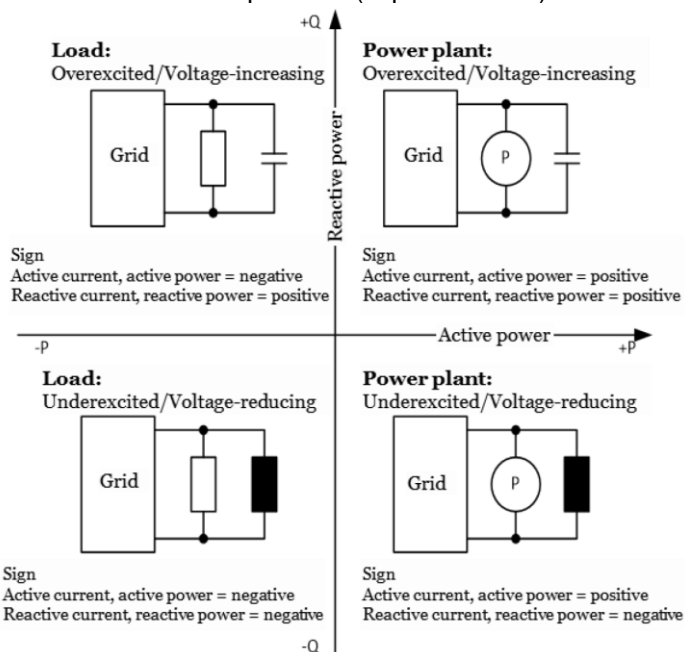 +Q
Load:
Overexcited/Voltage-increasing
Grid
Sign
Active current, active power = negative
Reactive current, reactive power = positive
Reactive power
Power plant:
Overexcited/Voltage-increasing
Grid
P
Sign
Active current, active power = positive
Reactive current, reactive power = positive
-P
Active power
+P
Load:
Underexcited/Voltage-reducing
Grid
Sign
Active current, active power = negative
Reactive current, reactive power = negative
Power plant:
Underexcited/Voltage-reducing
Grid
P
Sign
Active current, active power = positive
Reactive current, reactive power = negative
-Q